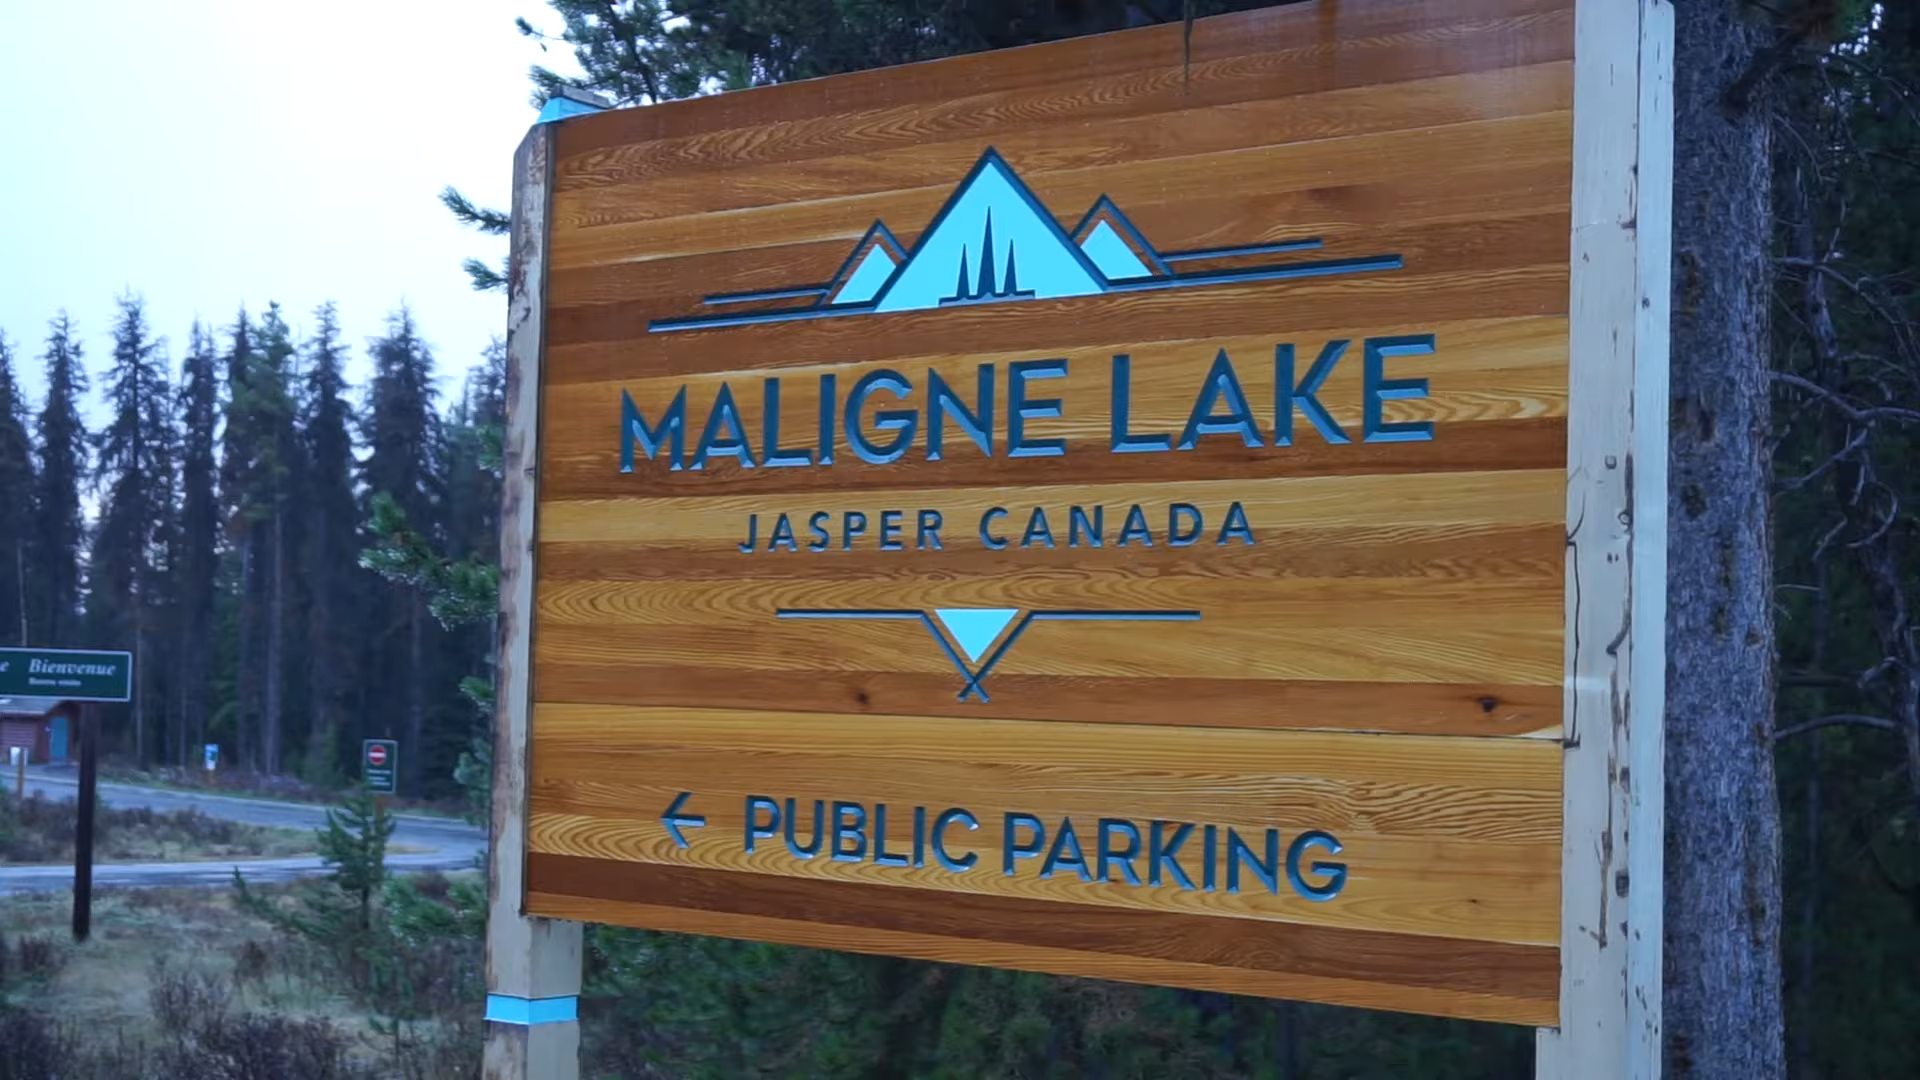 MALIGNE LAKE
JASPER CANADA
← PUBLIC PARKING
e Bienvenue